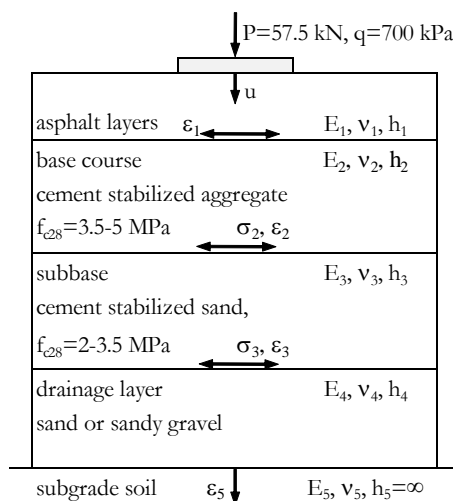 P=57.5 kN, q=700 kPa
u
asphalt layers ε₁ E₁, ν₁, h₁
base course E₂, ν₂, h₂
cement stabilized aggregate
f_c28=3.5-5 MPa σ₂, ε₂
subbase E₃, ν₃, h₃
cement stabilized sand,
f_c28=2-3.5 MPa σ₃, ε₃
drainage layer E₄, ν₄, h₄
sand or sandy gravel
subgrade soil ε₅ E₅, ν₅, h₅=∞